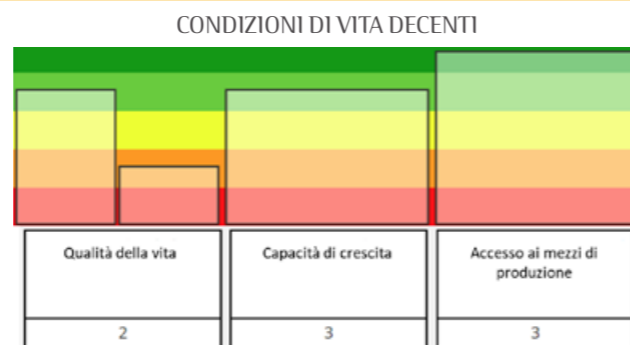 CONDIZIONI DI VITA DECENTI
Qualità della vita
Capacità di crescita
Accesso ai mezzi di
produzione
2
3
3